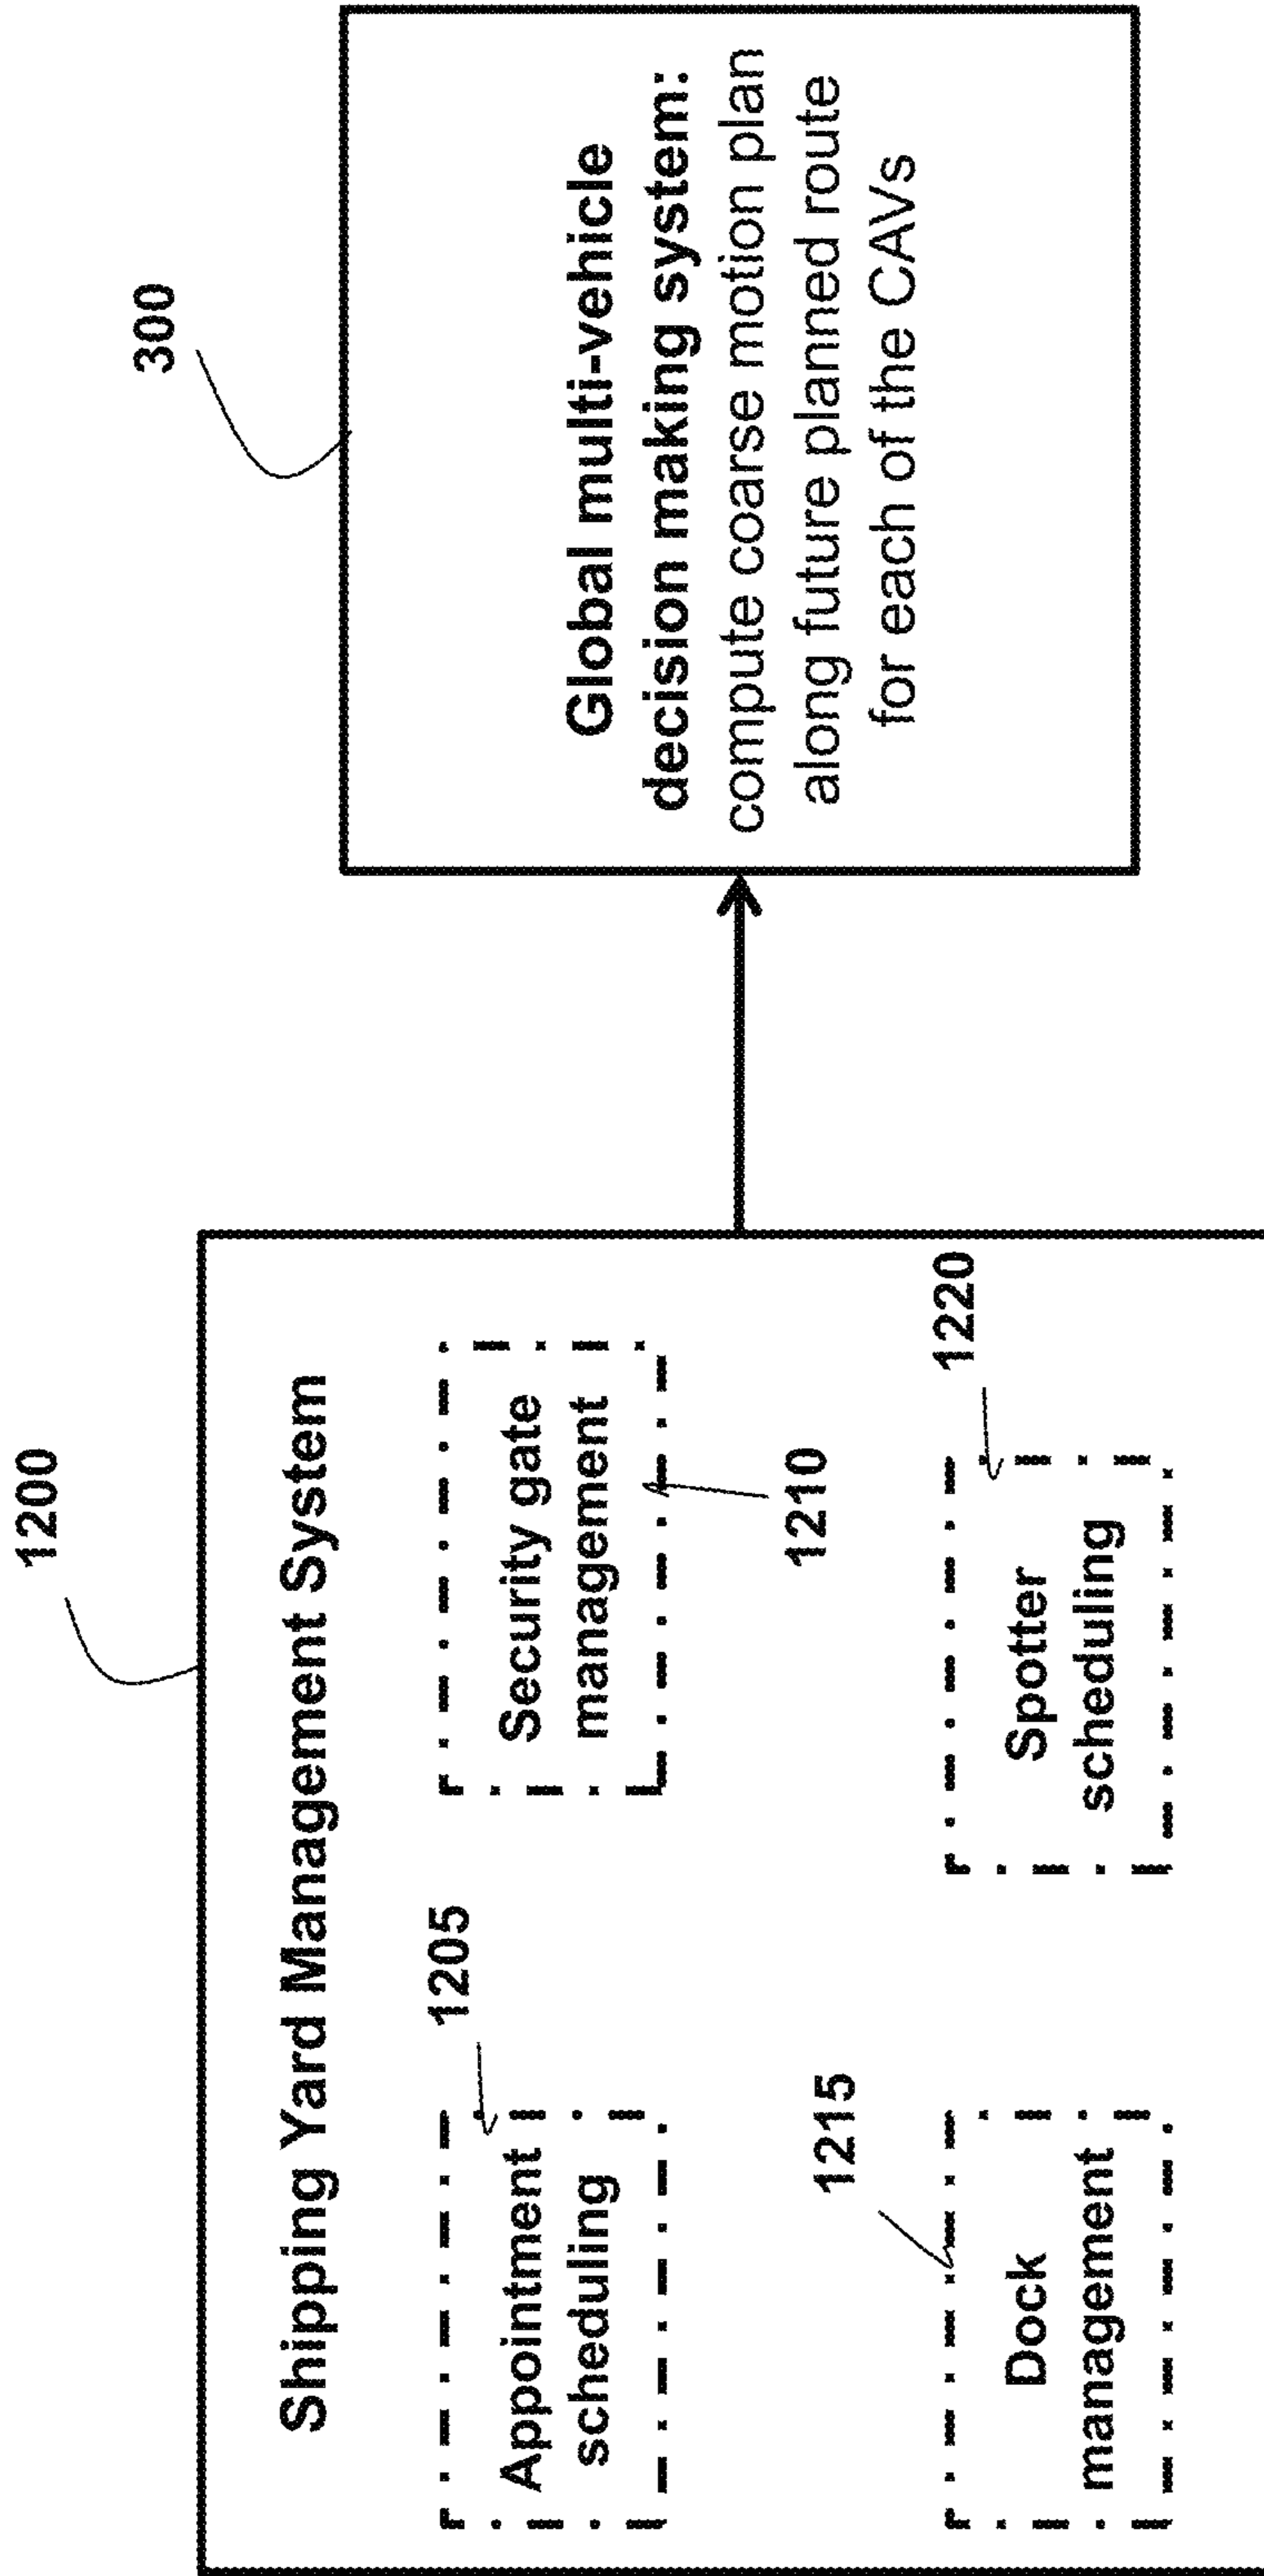 1200
Shipping Yard Management System
1205
Appointment
scheduling
Security gate
management
1210
1215
Dock
management
1220
Spotter
scheduling
300
Global multi-vehicle
decision making system:
compute coarse motion plan
along future planned route
for each of the CAVs